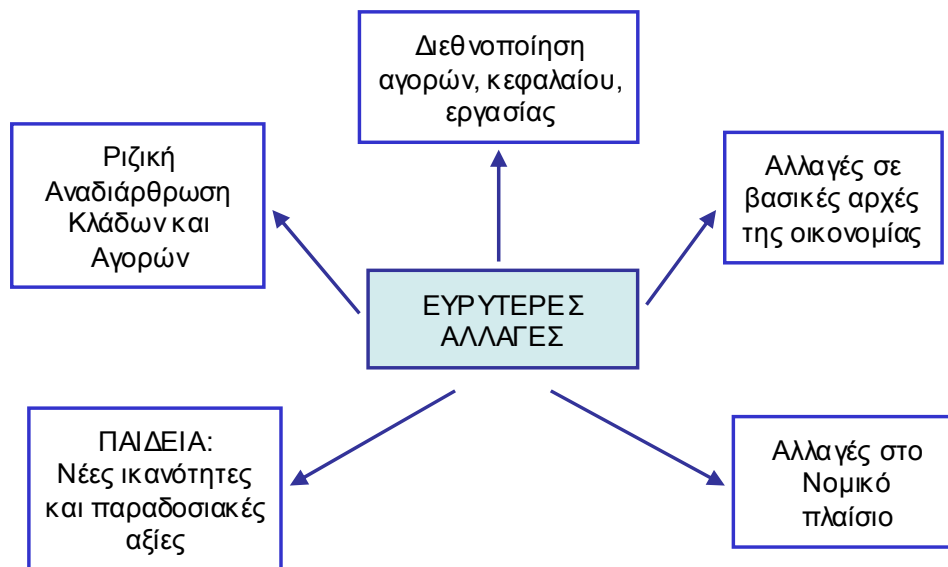 Διεθνοποίηση
αγορών, κεφαλαίου,
εργασίας
Ριζική
Αναδιάρθρωση
Κλάδων και
Αγορών
Αλλαγές σε
βασικές αρχές
της οικονομίας
ΕΥΡΥΤΕΡΕΣ
ΑΛΛΑΓΕΣ
ΠΑΙΔΕΙΑ:
Νέες ικανότητες
και παραδοσιακές
αξίες
Αλλαγές στο
Νομικό
πλαίσιο